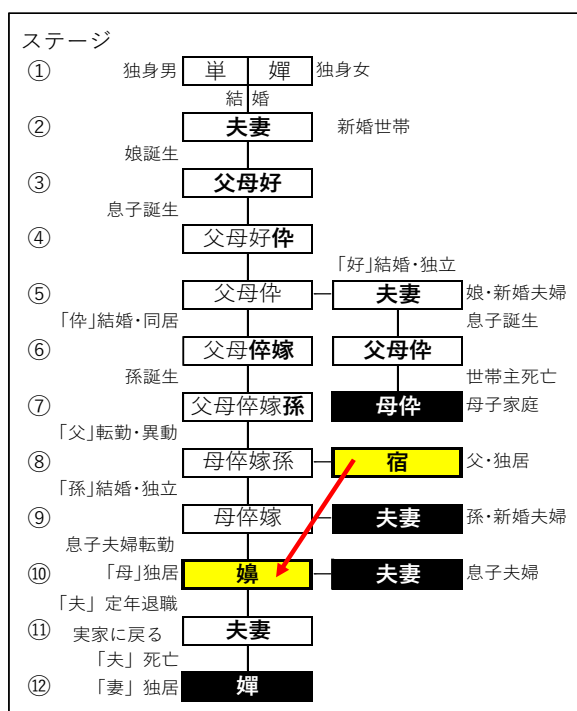 ステージ
① 独身男 単 嬋 独身女
結 婚
② 夫妻 新婚世帯
娘誕生
③ 父母好
息子誕生
④ 父母好伜
「好」結婚・独立
⑤ 父母伜 夫妻 娘・新婚夫婦
「伜」結婚・同居 息子誕生
⑥ 父母倅嫁 父母伜
孫誕生 世帯主死亡
⑦ 父母倅嫁孫 母伜 母子家庭
「父」転勤・異動
⑧ 母倅嫁孫 宿 父・独居
「孫」結婚・独立
⑨ 母倅嫁 夫妻 孫・新婚夫婦
息子夫婦転勤
⑩ 「母」独居 嬶 夫妻 息子夫婦
「夫」定年退職
⑪ 実家に戻る 夫妻
「夫」死亡
⑫ 「妻」独居 嬋